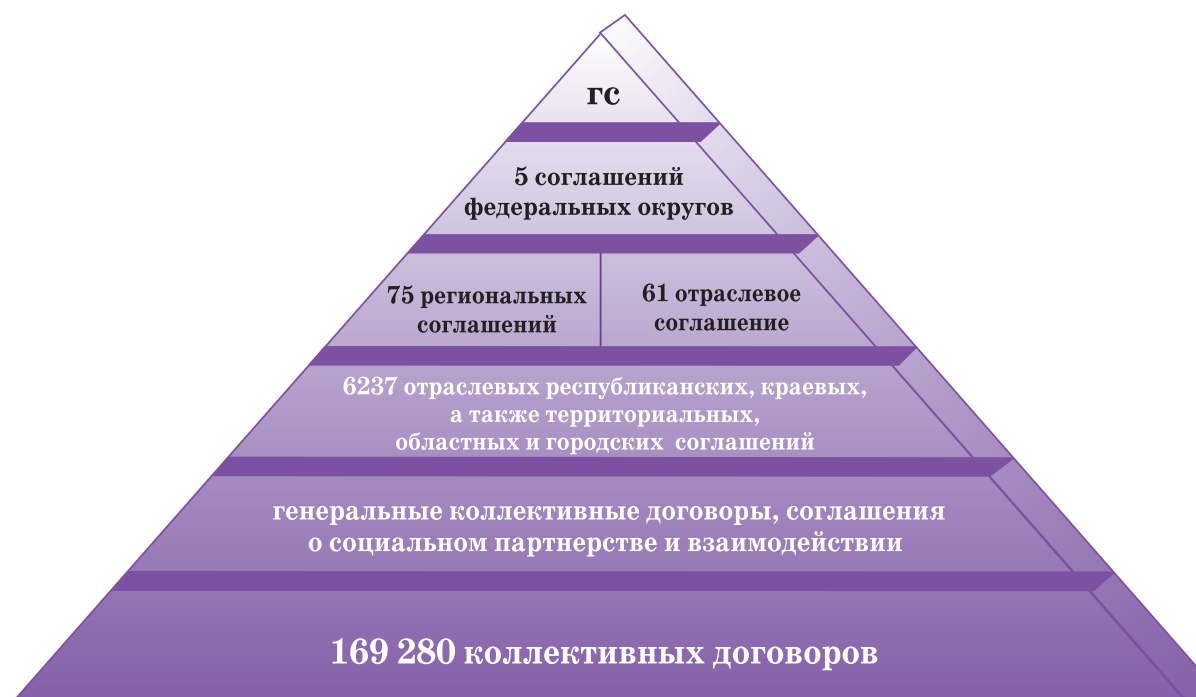 гс
5 соглашений
федеральных округов
75 региональных
соглашений
61 отраслевое
соглашение
6237 отраслевых республиканских, краевых,
а также территориальных,
областных и городских соглашений
генеральные коллективные договоры, соглашения
о социальном партнерстве и взаимодействии
169 280 коллективных договоров